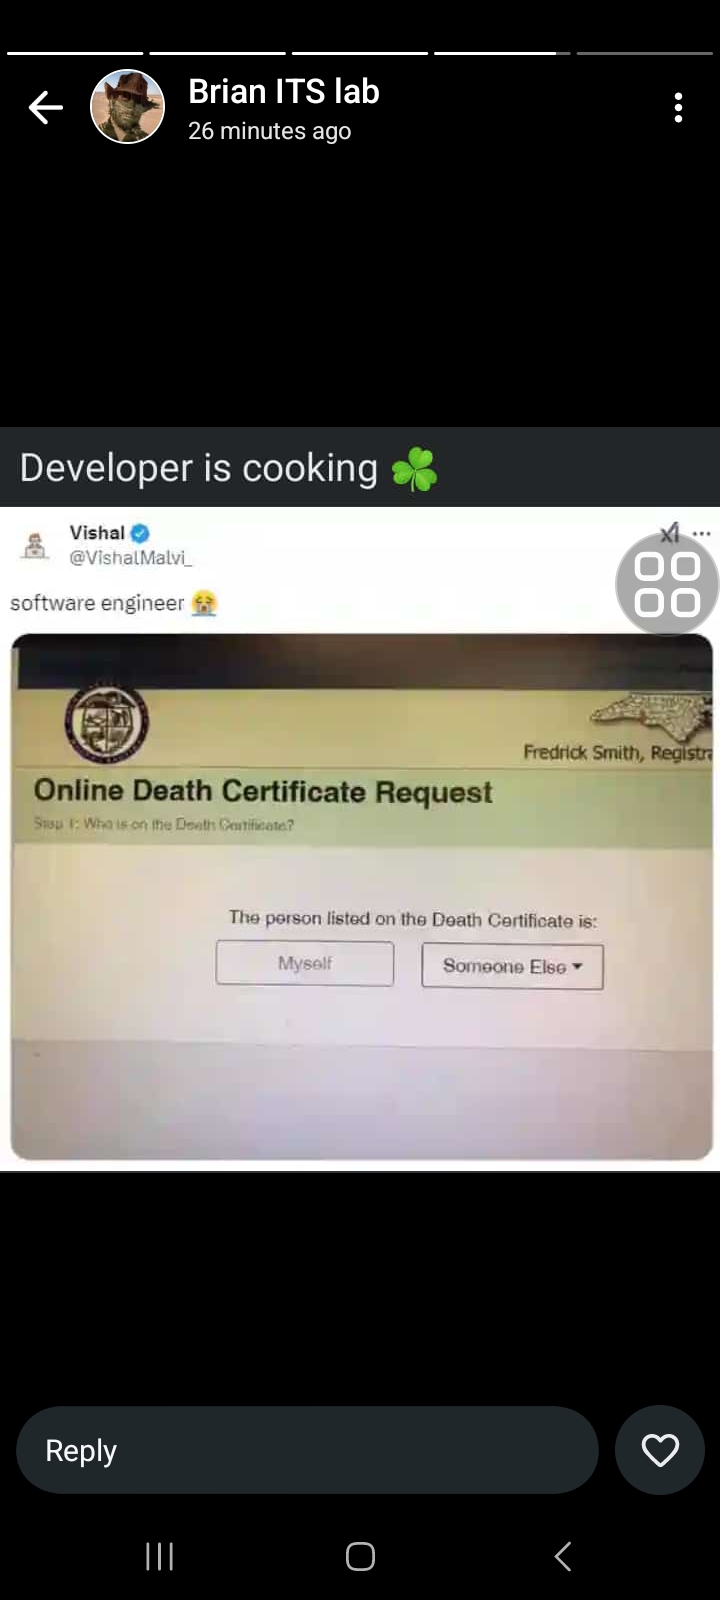 Brian ITS lab
26 minutes ago
Developer is cooking ☘️
Vishal
@VishalMalvi_
software engineer 😭
Fredrick Smith, Registra
Online Death Certificate Request
Step 1: Who is on the Death Certificate?
The person listed on the Death Certificate is:
Myself
Someone Else
Reply